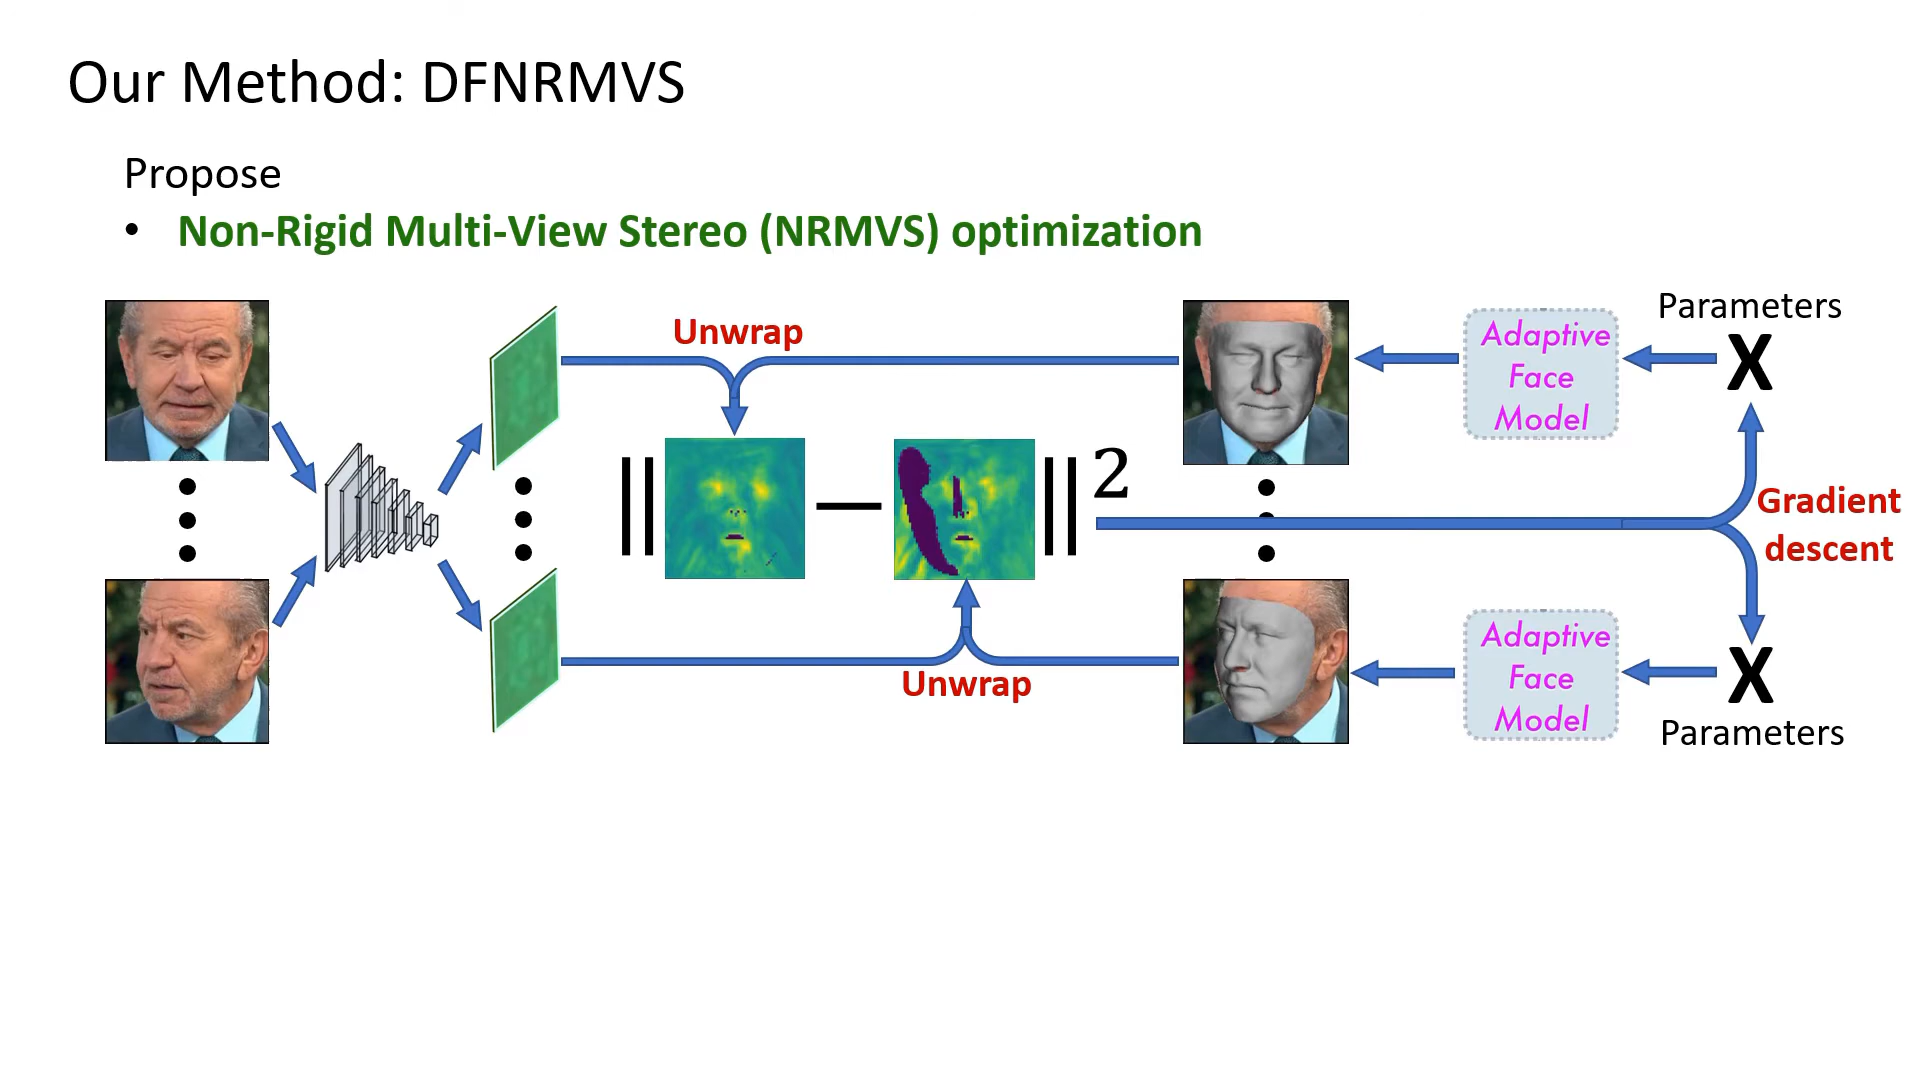 Our Method: DFNRMVS
Propose
• Non-Rigid Multi-View Stereo (NRMVS) optimization
Unwrap
Adaptive
Face
Model
Parameters
X
2
Gradient
descent
Unwrap
Adaptive
Face
Model
X
Parameters